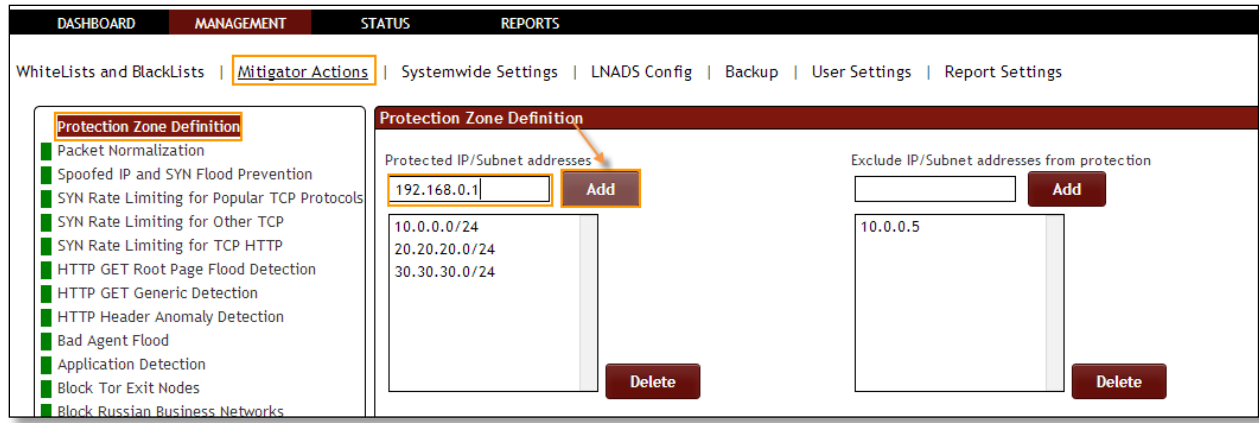 DASHBOARD MANAGEMENT STATUS REPORTS
WhiteLists and BlackLists | Mitigator Actions | Systemwide Settings | LNADS Config | Backup | User Settings | Report Settings
Protection Zone Definition
Packet Normalization
Spoofed IP and SYN Flood Prevention
SYN Rate Limiting for Popular TCP Protocols
SYN Rate Limiting for Other TCP
SYN Rate Limiting for TCP HTTP
HTTP GET Root Page Flood Detection
HTTP GET Generic Detection
HTTP Header Anomaly Detection
Bad Agent Flood
Application Detection
Block Tor Exit Nodes
Block Russian Business Networks
Protection Zone Definition
Protected IP/Subnet addresses
192.168.0.1 Add
10.0.0.0/24
20.20.20.0/24
30.30.30.0/24
Delete
Exclude IP/Subnet addresses from protection
Add
10.0.0.5
Delete